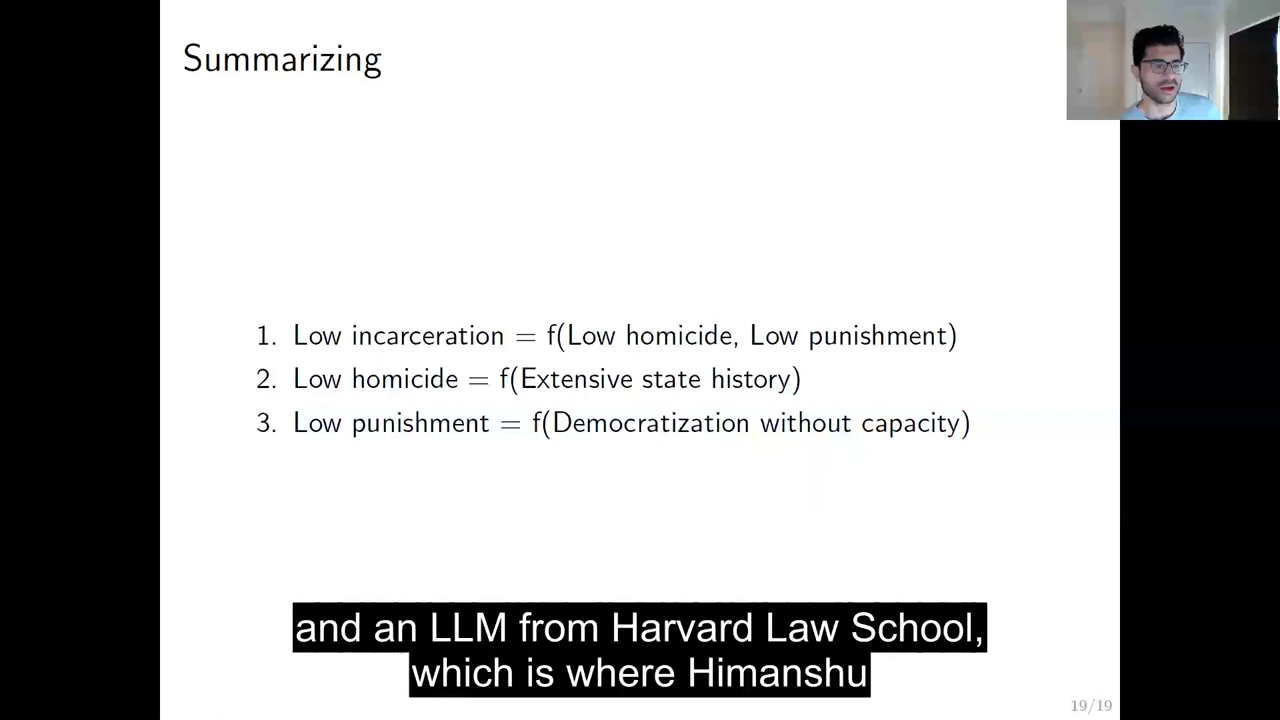 Summarizing
1. Low incarceration = f(Low homicide, Low punishment)
2. Low homicide = f(Extensive state history)
3. Low punishment = f(Democratization without capacity)
and an LLM from Harvard Law School,
which is where Himanshu
19/19